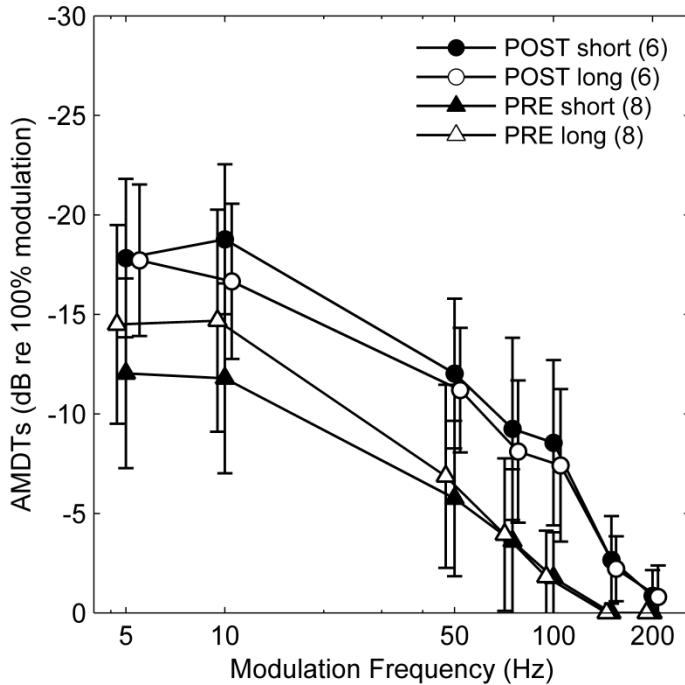 -30
-25
-20
-15
-10
-5
0
AMDTs (dB re 100% modulation)
POST short (6)
POST long (6)
PRE short (8)
PRE long (8)
5 10 50 100 200
Modulation Frequency (Hz)